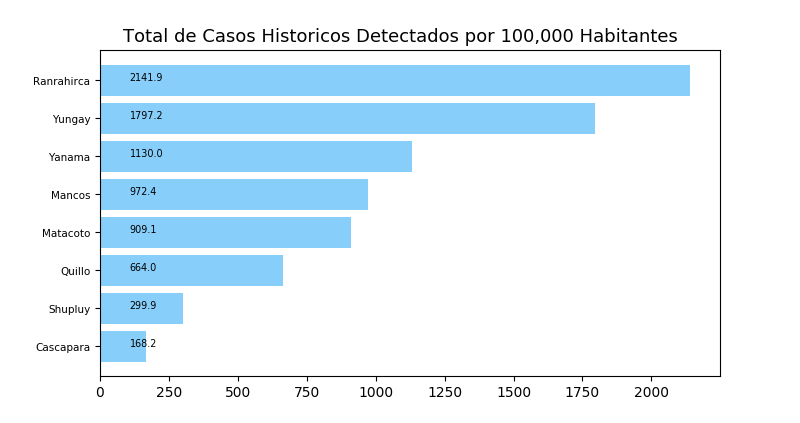 Total de Casos Historicos Detectados por 100,000 Habitantes
Ranrahirca 2141.9
Yungay 1797.2
Yanama 1130.0
Mancos 972.4
Matacoto 909.1
Quillo 664.0
Shupluy 299.9
Cascapara 168.2
0 250 500 750 1000 1250 1500 1750 2000